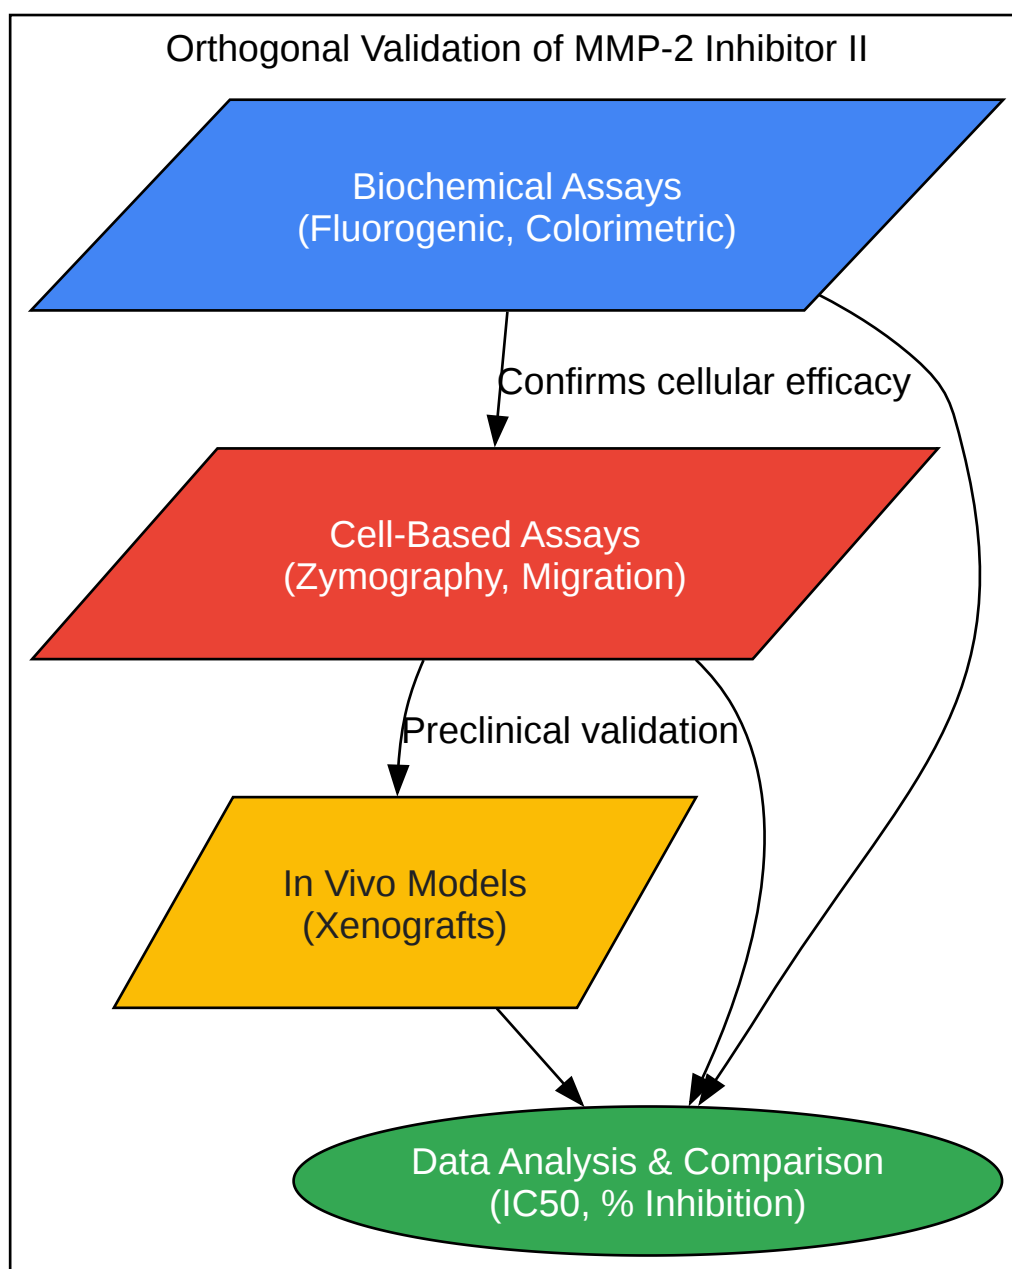 Orthogonal Validation of MMP-2 Inhibitor II
Biochemical Assays
(Fluorogenic, Colorimetric)
Confirms cellular efficacy
Cell-Based Assays
(Zymography, Migration)
Preclinical validation
In Vivo Models
(Xenografts)
Data Analysis & Comparison
(IC50, % Inhibition)